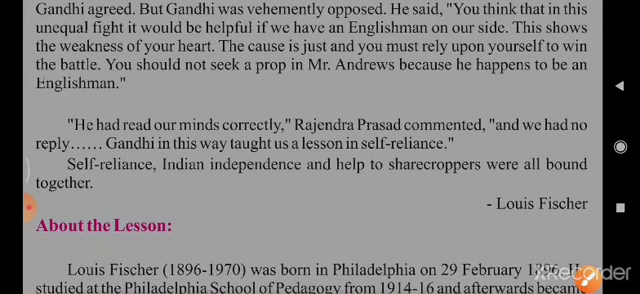 Gandhi agreed. But Gandhi was vehemently opposed. He said, "You think that in this
unequal fight it would be helpful if we have an Englishman on our side. This shows
the weakness of your heart. The cause is just and you must rely upon yourself to win
the battle. You should not seek a prop in Mr. Andrews because he happens to be an
Englishman."
"He had read our minds correctly," Rajendra Prasad commented, "and we had no
reply...... Gandhi in this way taught us a lesson in self-reliance."
Self-reliance, Indian independence and help to sharecroppers were all bound
together.
- Louis Fischer
About the Lesson:
Louis Fischer (1896-1970) was born in Philadelphia on 29 February 1896. He
studied at the Philadelphia School of Pedagogy from 1914-16 and afterwards became
XRecorder